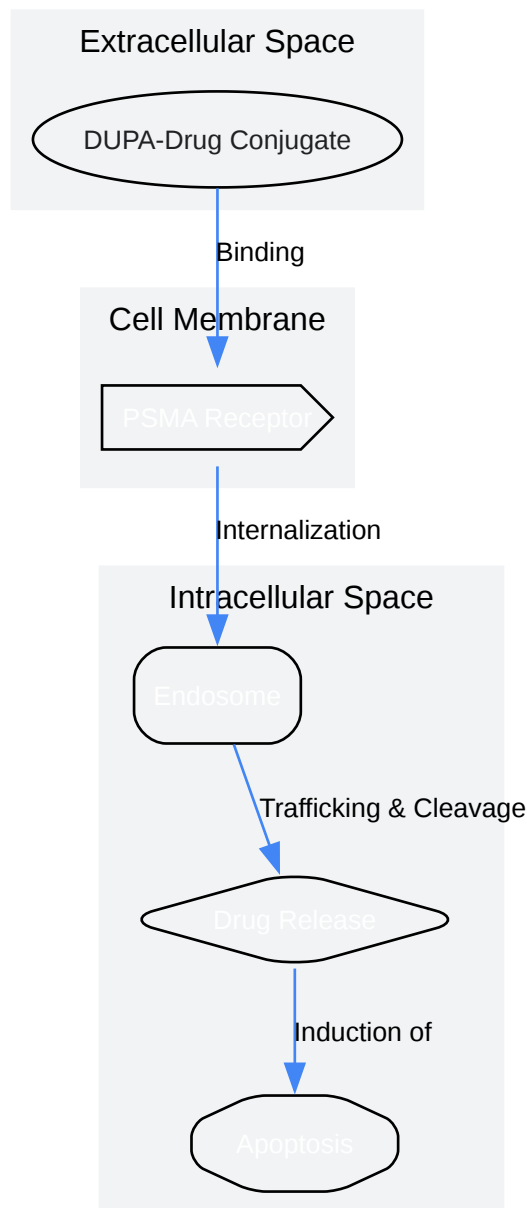 Extracellular Space
DUPA-Drug Conjugate
Binding
Cell Membrane
PSMA Receptor
Internalization
Intracellular Space
Endosome
Trafficking & Cleavage
Drug Release
Induction of
Apoptosis